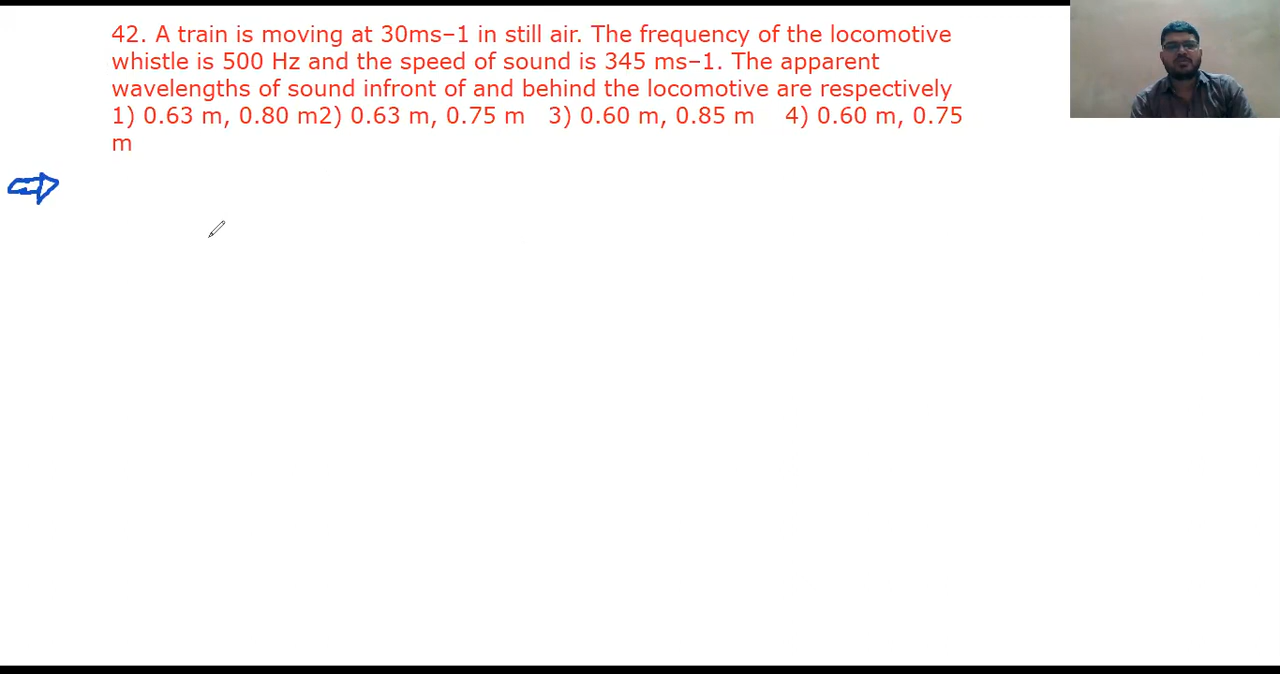 42. A train is moving at 30ms–1 in still air. The frequency of the locomotive
whistle is 500 Hz and the speed of sound is 345 ms–1. The apparent
wavelengths of sound infront of and behind the locomotive are respectively
1) 0.63 m, 0.80 m2) 0.63 m, 0.75 m   3) 0.60 m, 0.85 m    4) 0.60 m, 0.75
m